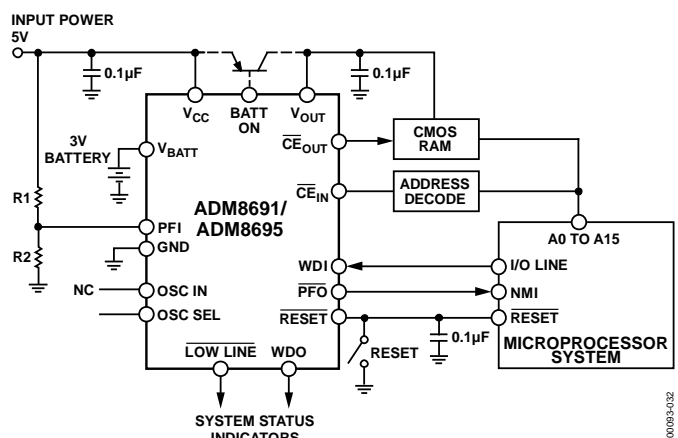 INPUT POWER
5V
0.1µF
0.1µF
VCC
BATT
ON
VOUT
3V
BATTERY
VBATT
CEOUT
CMOS
RAM
R1
CEIN
ADDRESS
DECODE
ADM8691/
ADM8695
A0 TO A15
PFI
R2
GND
WDI
I/O LINE
NC
OSC IN
PFO
NMI
OSC SEL
RESET
RESET
0.1µF
RESET
MICROPROCESSOR
SYSTEM
LOW LINE
WDO
SYSTEM STATUS
INDICATORS
00093-032